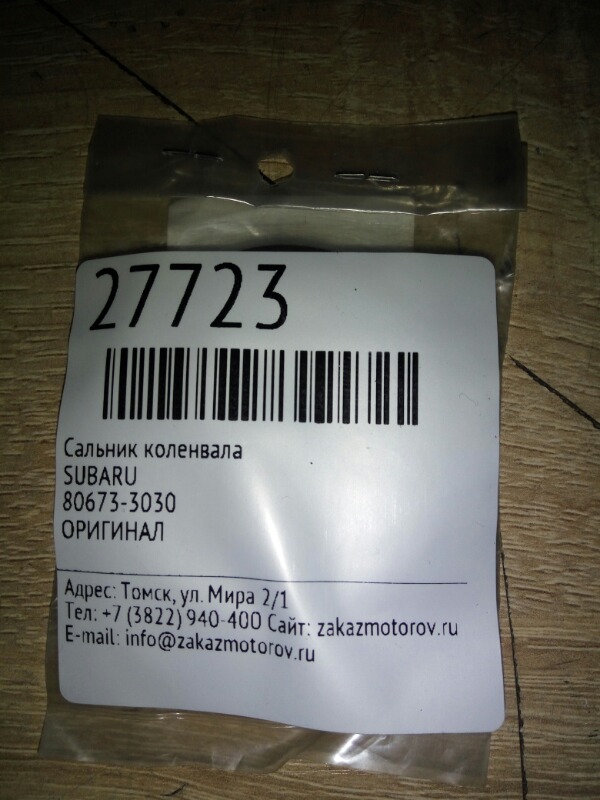 27723
Сальник коленвала
SUBARU
80673-3030
ОРИГИНАЛ
Адрес: Томск, ул. Мира 2/1
Тел: +7 (3822) 940-400 Сайт: zakazmotorov.ru
E-mail: info@zakazmotorov.ru